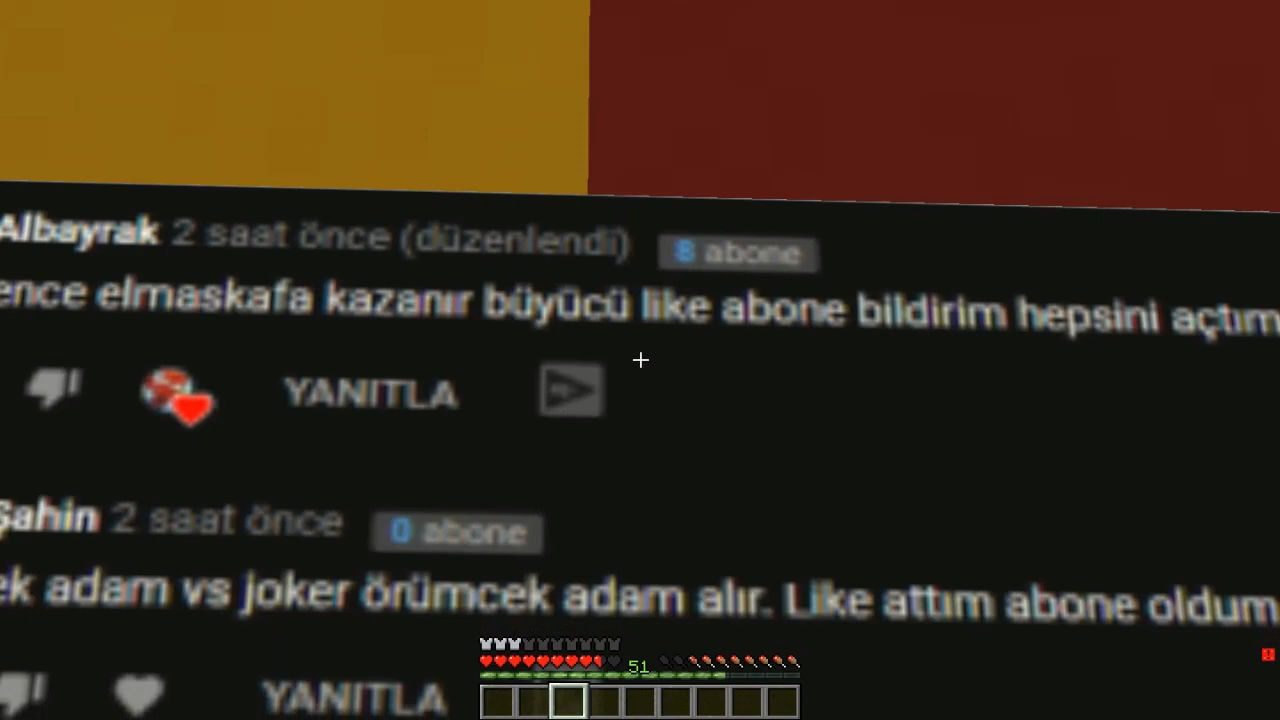 Albayrak 2 saat önce (düzenlendi) 8 abone
ence elmaskafa kazanır büyücü like abone bildirim hepsini açtım
YANITLA
Şahin 2 saat önce 0 abone
ek adam vs joker örümcek adam alır. Like attım abone oldum
YANITLA
51